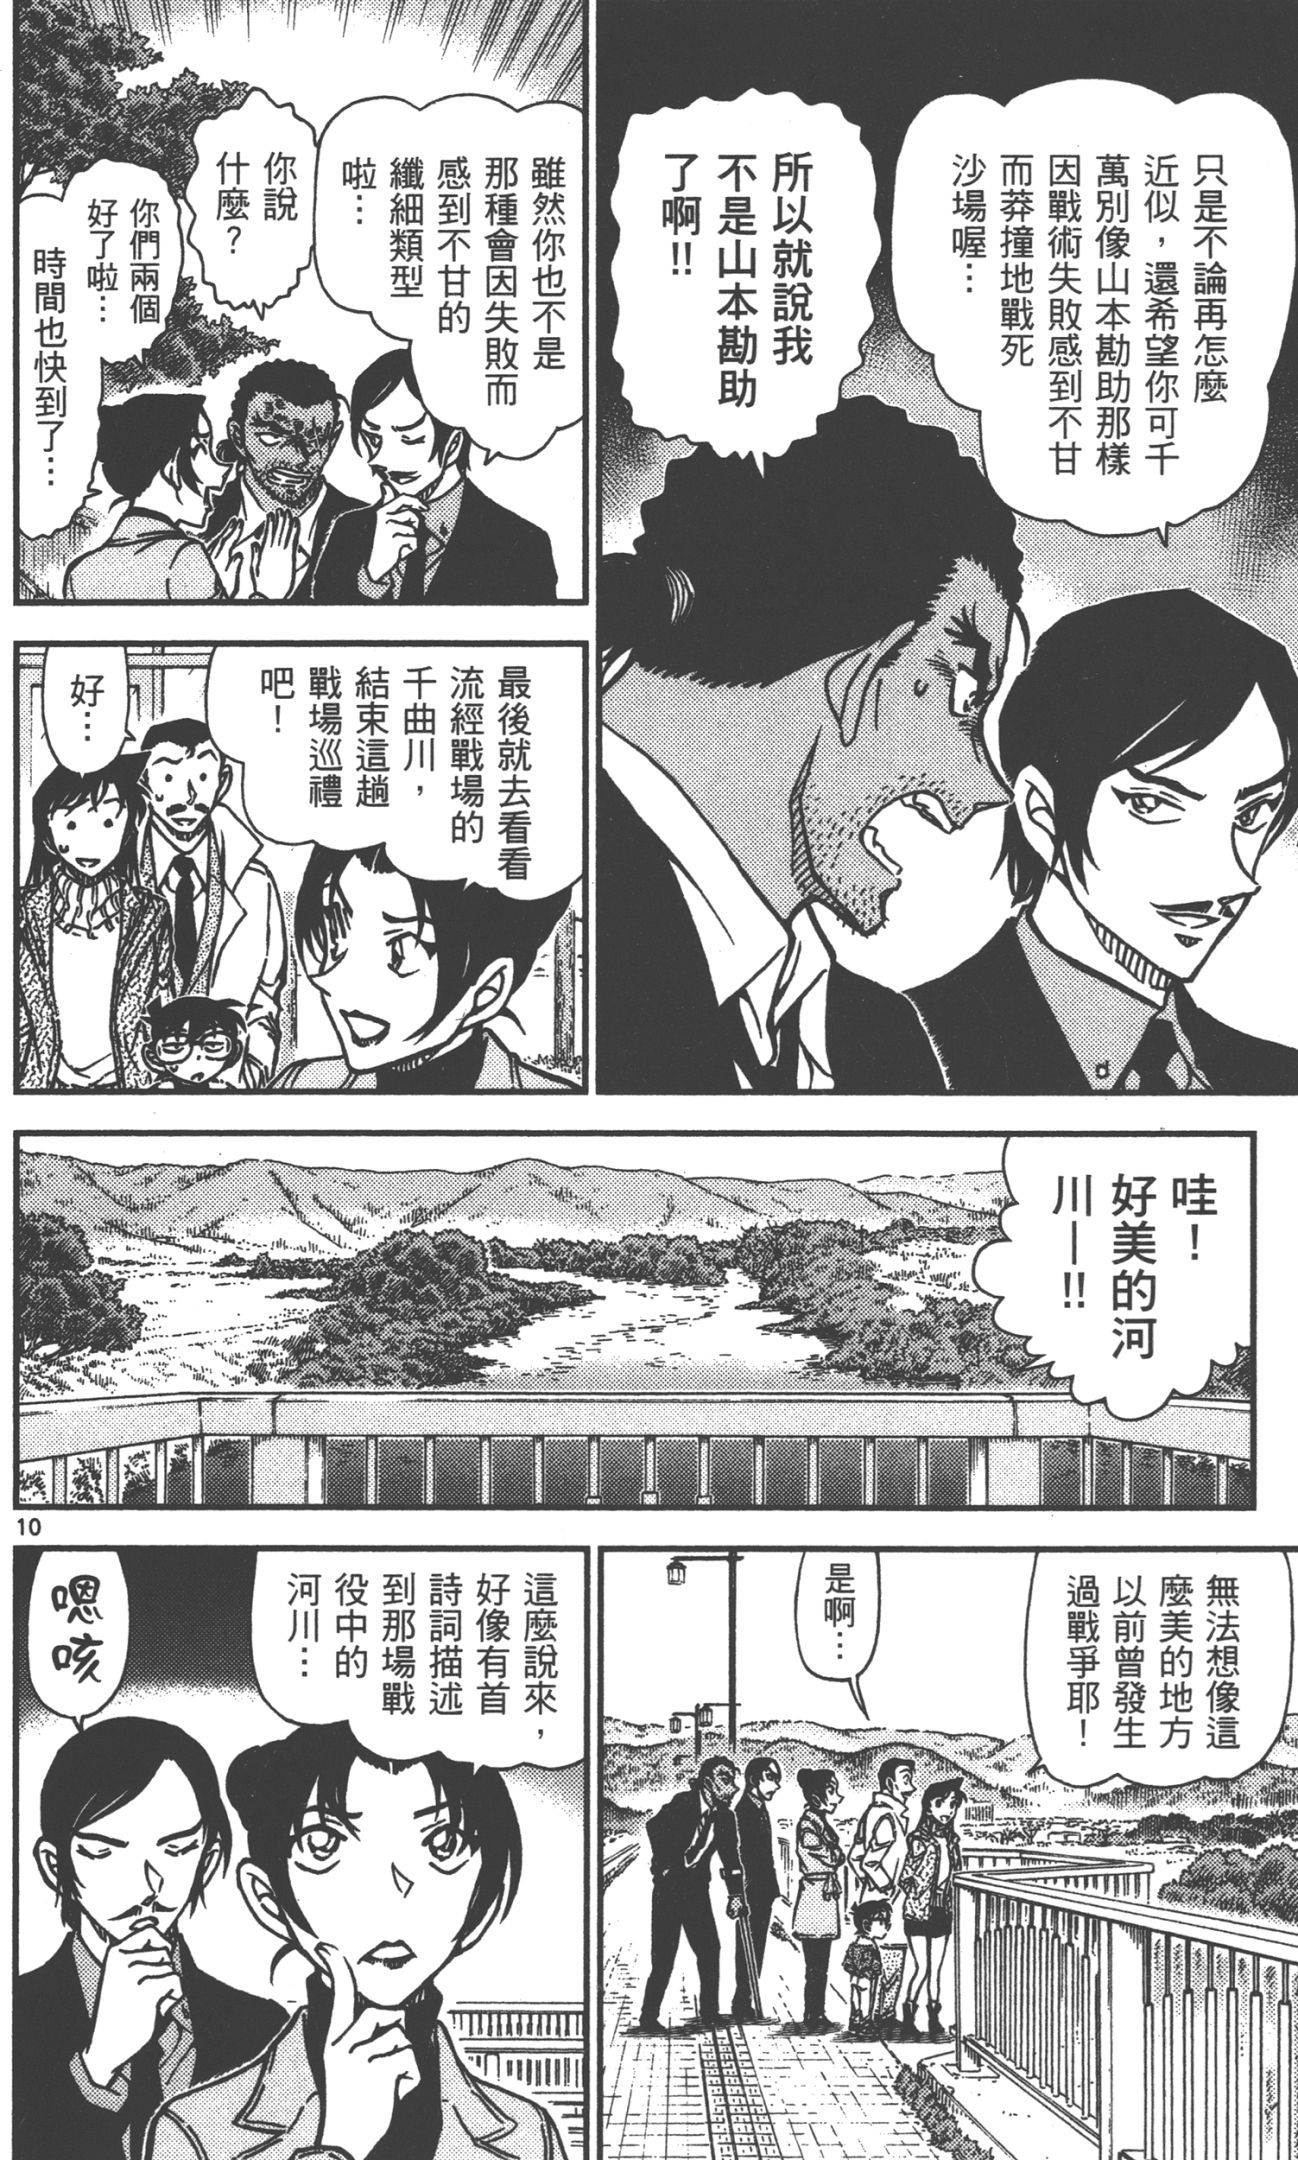 只是不論再怎麼
近似，還希望你可千
萬別像山本勘助那樣
因戰術失敗感到不甘
而莽撞地戰死
沙場喔…
所以就說我
不是山本勘助
了啊!!
雖然你也不是
那種會因失敗而
感到不甘的
纖細類型
啦…
你說
什麼？
你們兩個
好了啦…
時間也快到了…
最後就去看看
流經戰場的
千曲川，
結束這趟
戰場巡禮
吧！
好…
哇！
好美的河
川—!!
10
無法想像這
麼美的地方
以前曾發生
過戰爭耶！
是啊…
這麼說來，
好像有首
詩詞描述
到那場戰
役中的
河川…
嗯咳